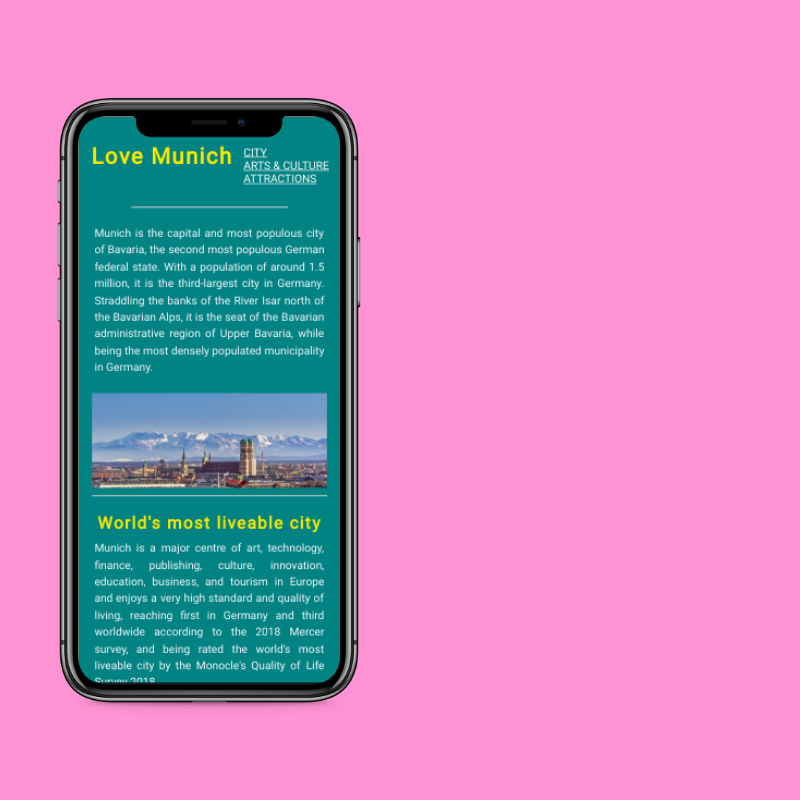 Love Munich
CITY
ARTS & CULTURE
ATTRACTIONS
Munich is the capital and most populous city
of Bavaria, the second most populous German
federal state. With a population of around 1.5
million, it is the third-largest city in Germany.
Straddling the banks of the River Isar north of
the Bavarian Alps, it is the seat of the Bavarian
administrative region of Upper Bavaria, while
being the most densely populated municipality
in Germany.
World's most liveable city
Munich is a major centre of art, technology,
finance, publishing, culture, innovation,
education, business, and tourism in Europe
and enjoys a very high standard and quality of
living, reaching first in Germany and third
worldwide according to the 2018 Mercer
survey, and being rated the world's most
liveable city by the Monocle's Quality of Life
Survey 2018